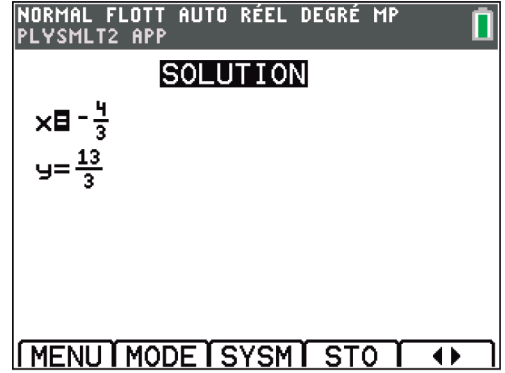 NORMAL FLOTT AUTO RÉEL DEGRÉ MP
PLYSMLT2 APP
SOLUTION
x=-4/3
y=13/3
MENU MODE SYSM STO ◄►